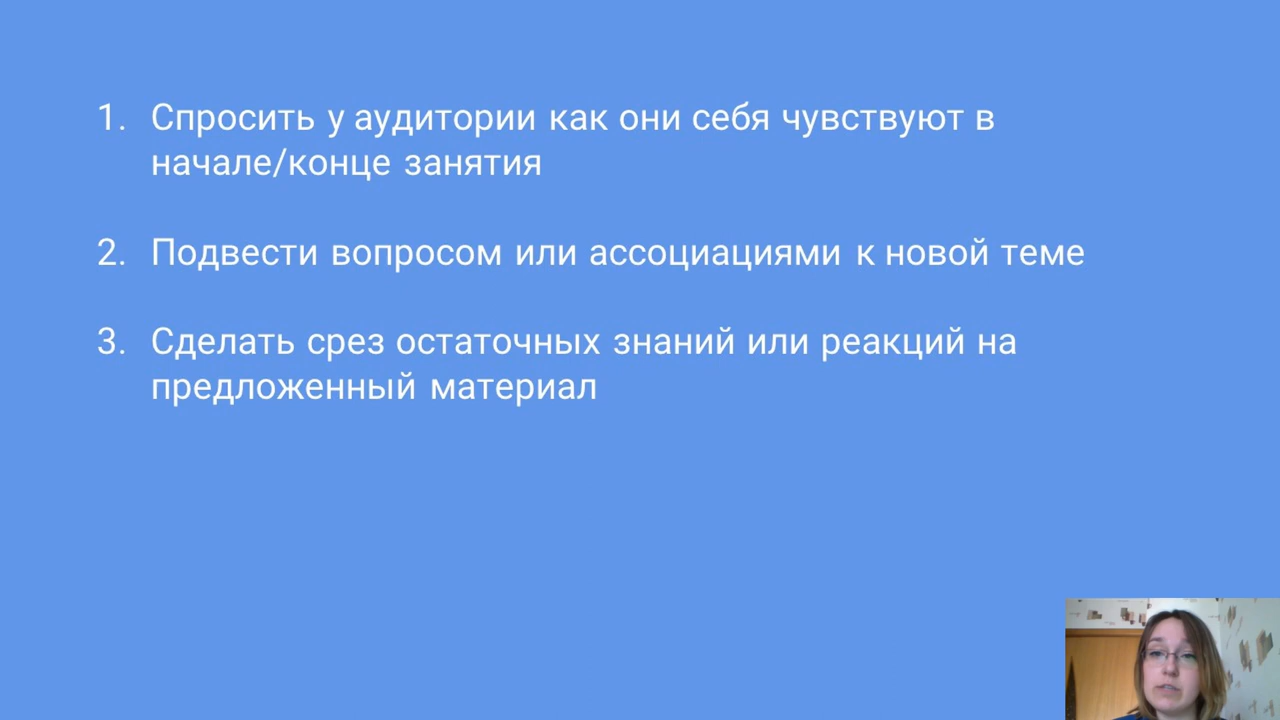 1. Спросить у аудитории как они себя чувствуют в
начале/конце занятия
2. Подвести вопросом или ассоциациями к новой теме
3. Сделать срез остаточных знаний или реакций на
предложенный материал